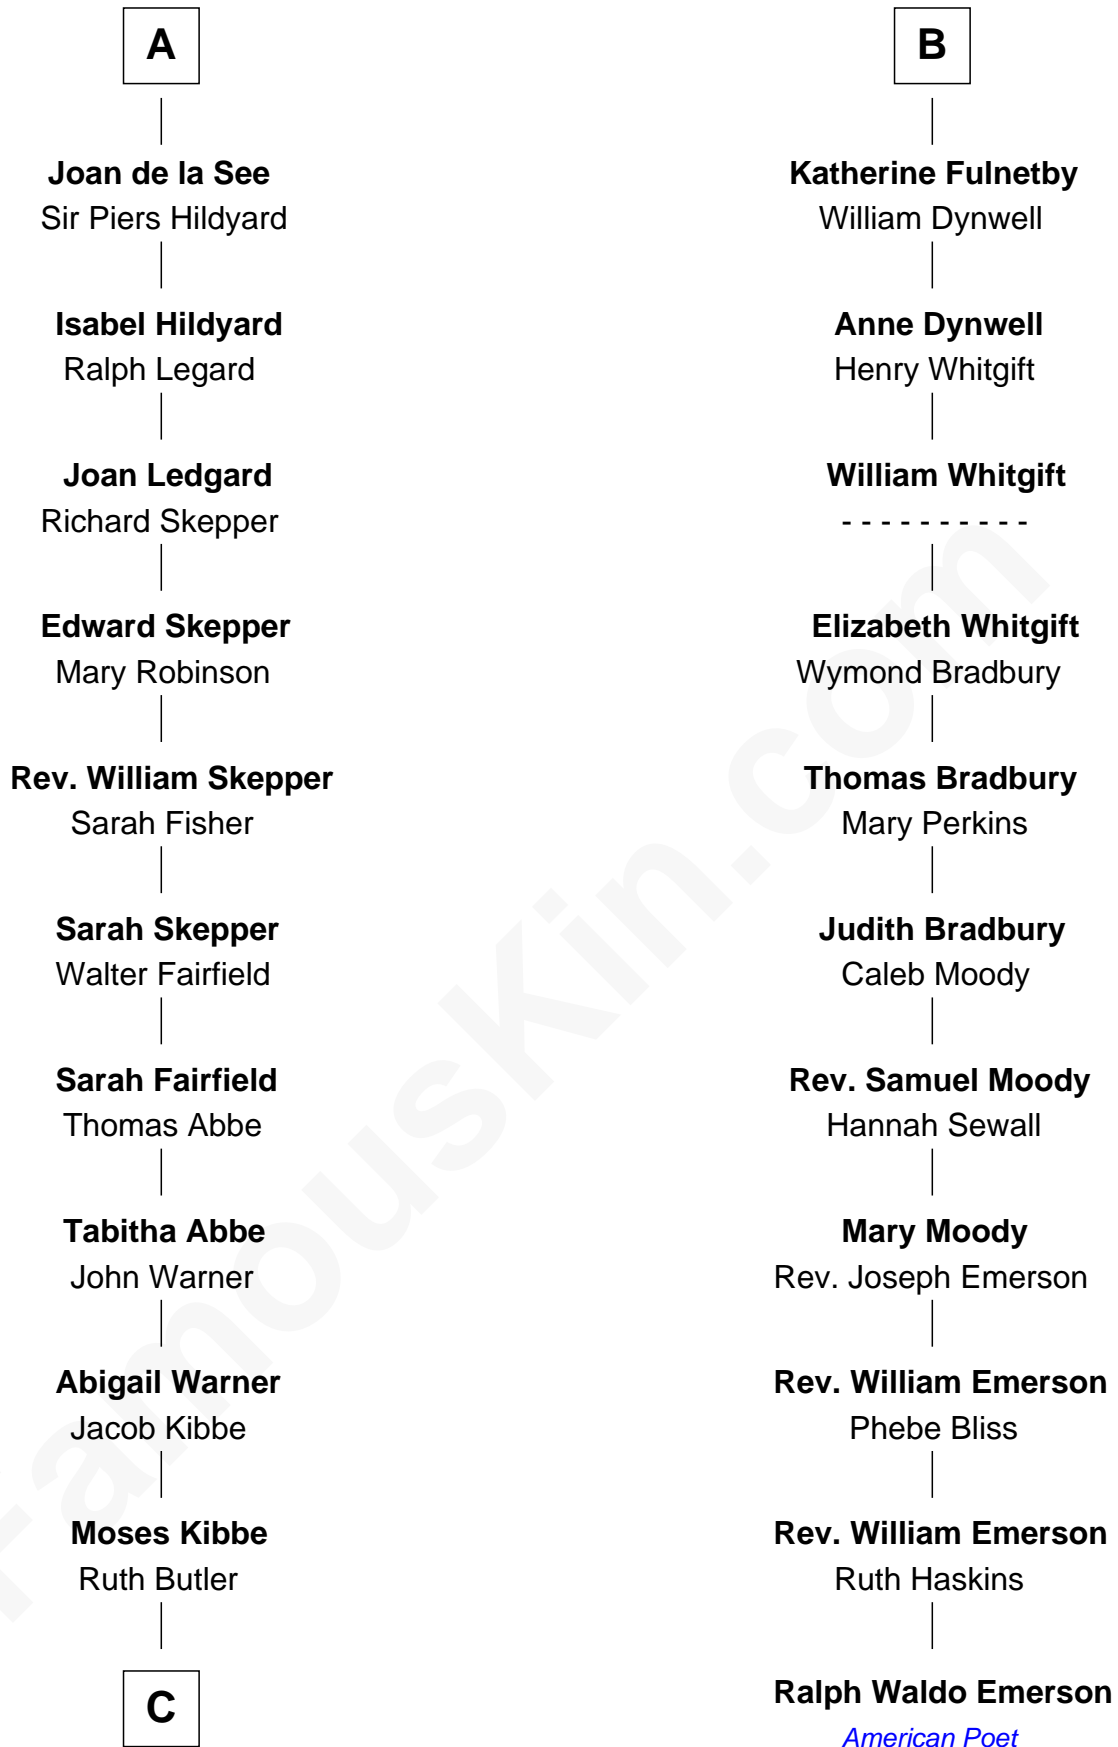 A
Joan de la See
Sir Piers Hildyard
Isabel Hildyard
Ralph Legard
Joan Ledgard
Richard Skepper
Edward Skepper
Mary Robinson
Rev. William Skepper
Sarah Fisher
Sarah Skepper
Walter Fairfield
Sarah Fairfield
Thomas Abbe
Tabitha Abbe
John Warner
Abigail Warner
Jacob Kibbe
Moses Kibbe
Ruth Butler
C
B
Katherine Fulnetby
William Dynwell
Anne Dynwell
Henry Whitgift
William Whitgift
- - - - - - - - - -
Elizabeth Whitgift
Wymond Bradbury
Thomas Bradbury
Mary Perkins
Judith Bradbury
Caleb Moody
Rev. Samuel Moody
Hannah Sewall
Mary Moody
Rev. Joseph Emerson
Rev. William Emerson
Phebe Bliss
Rev. William Emerson
Ruth Haskins
Ralph Waldo Emerson
American Poet
FamousKin.com